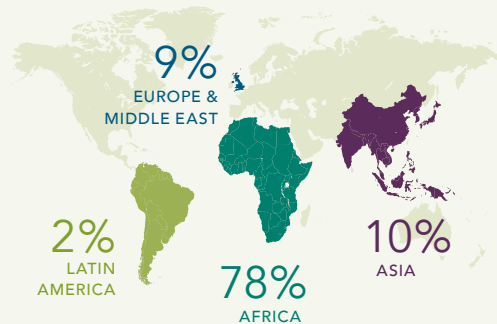 9%
EUROPE &
MIDDLE EAST
2%
LATIN
AMERICA
78%
AFRICA
10%
ASIA